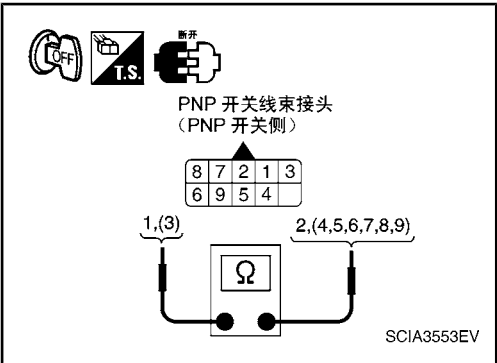 OFF
T.S.
断开
PNP 开关线束接头
（PNP 开关侧）
8 7 2 1 3
6 9 5 4
1,(3)
2,(4,5,6,7,8,9)
Ω
SCIA3553EV